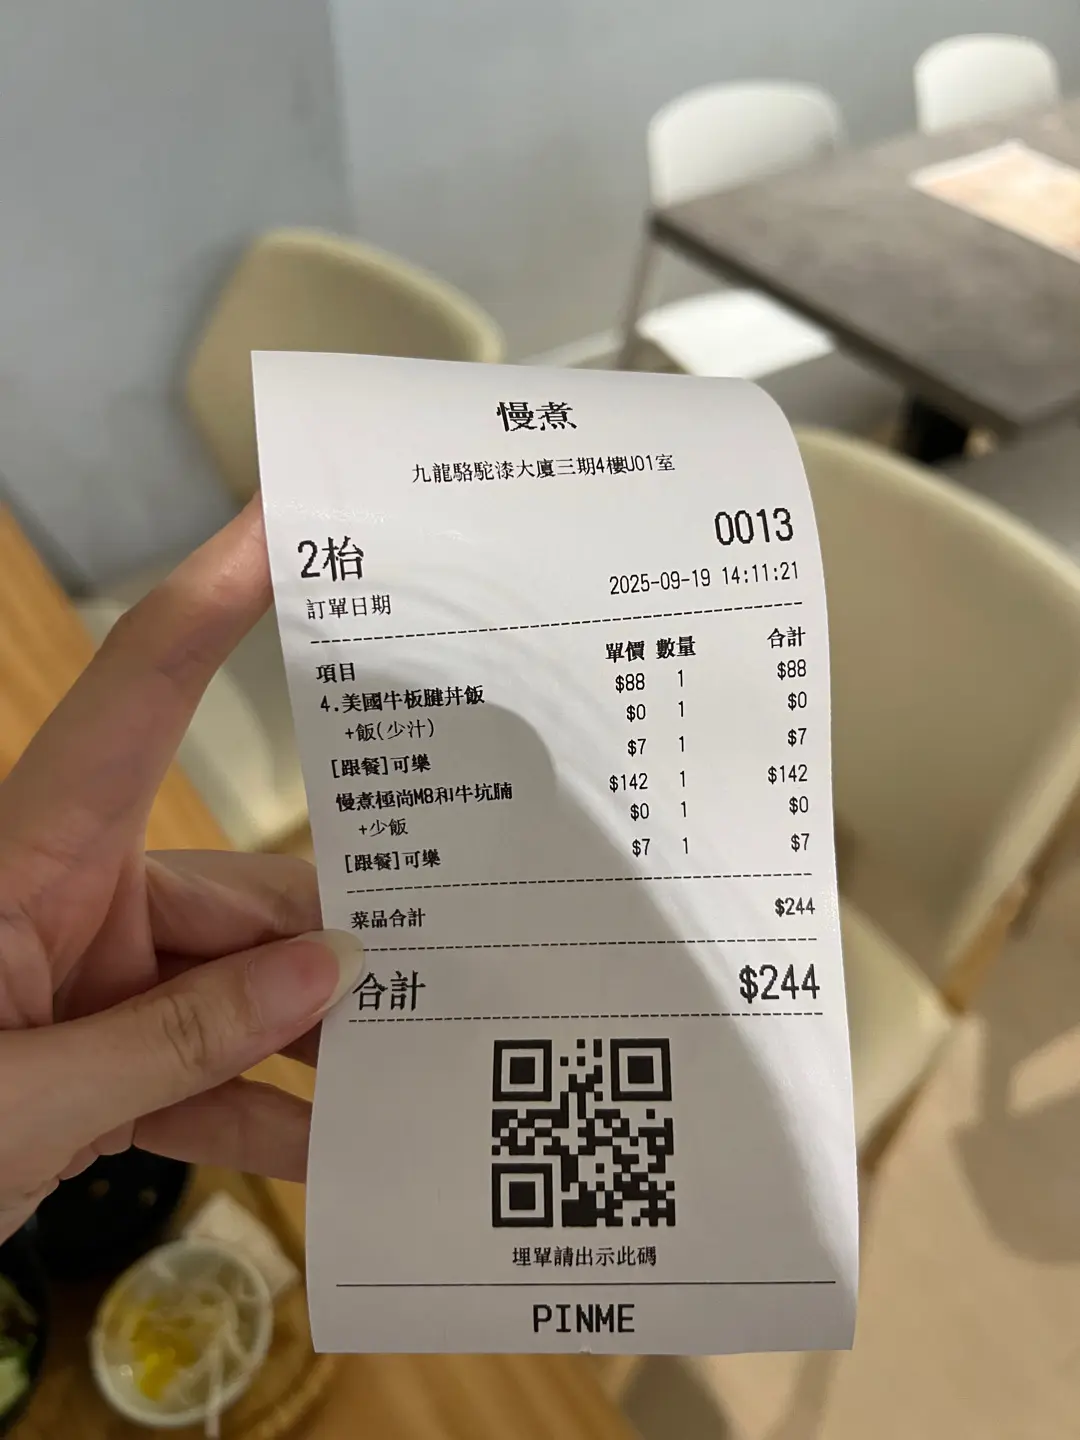 慢煮
九龍駱駝漆大廈三期4樓U01室
2枱 0013
訂單日期 2025-09-19 14:11:21
項目 單價 數量 合計
4.美國牛板腱丼飯 $88 1 $88
+飯(少汁) $0 1 $0
[跟餐]可樂 $7 1 $7
慢煮極尚M8和牛坑腩 $142 1 $142
+少飯 $0 1 $0
[跟餐]可樂 $7 1 $7
菜品合計 $244
合計 $244
埋單請出示此碼
PINME